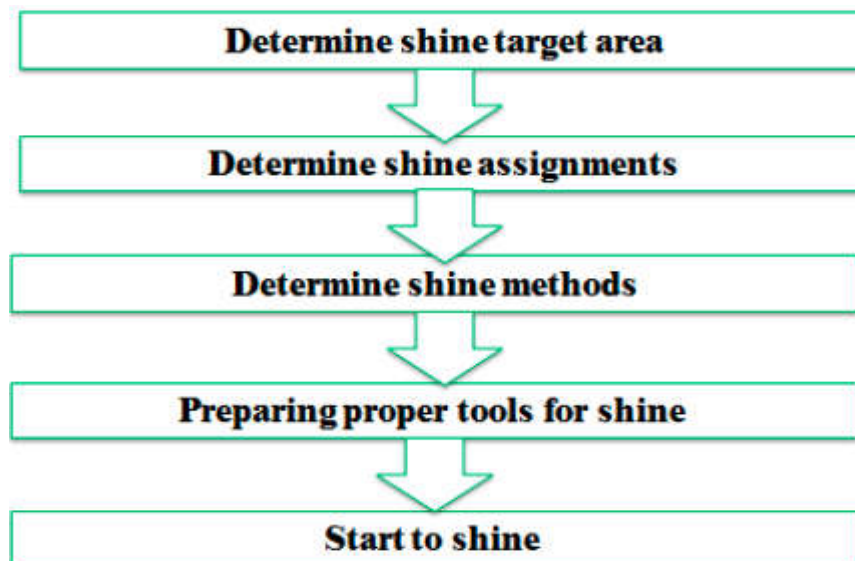 Determine shine target area
Determine shine assignments
Determine shine methods
Preparing proper tools for shine
Start to shine